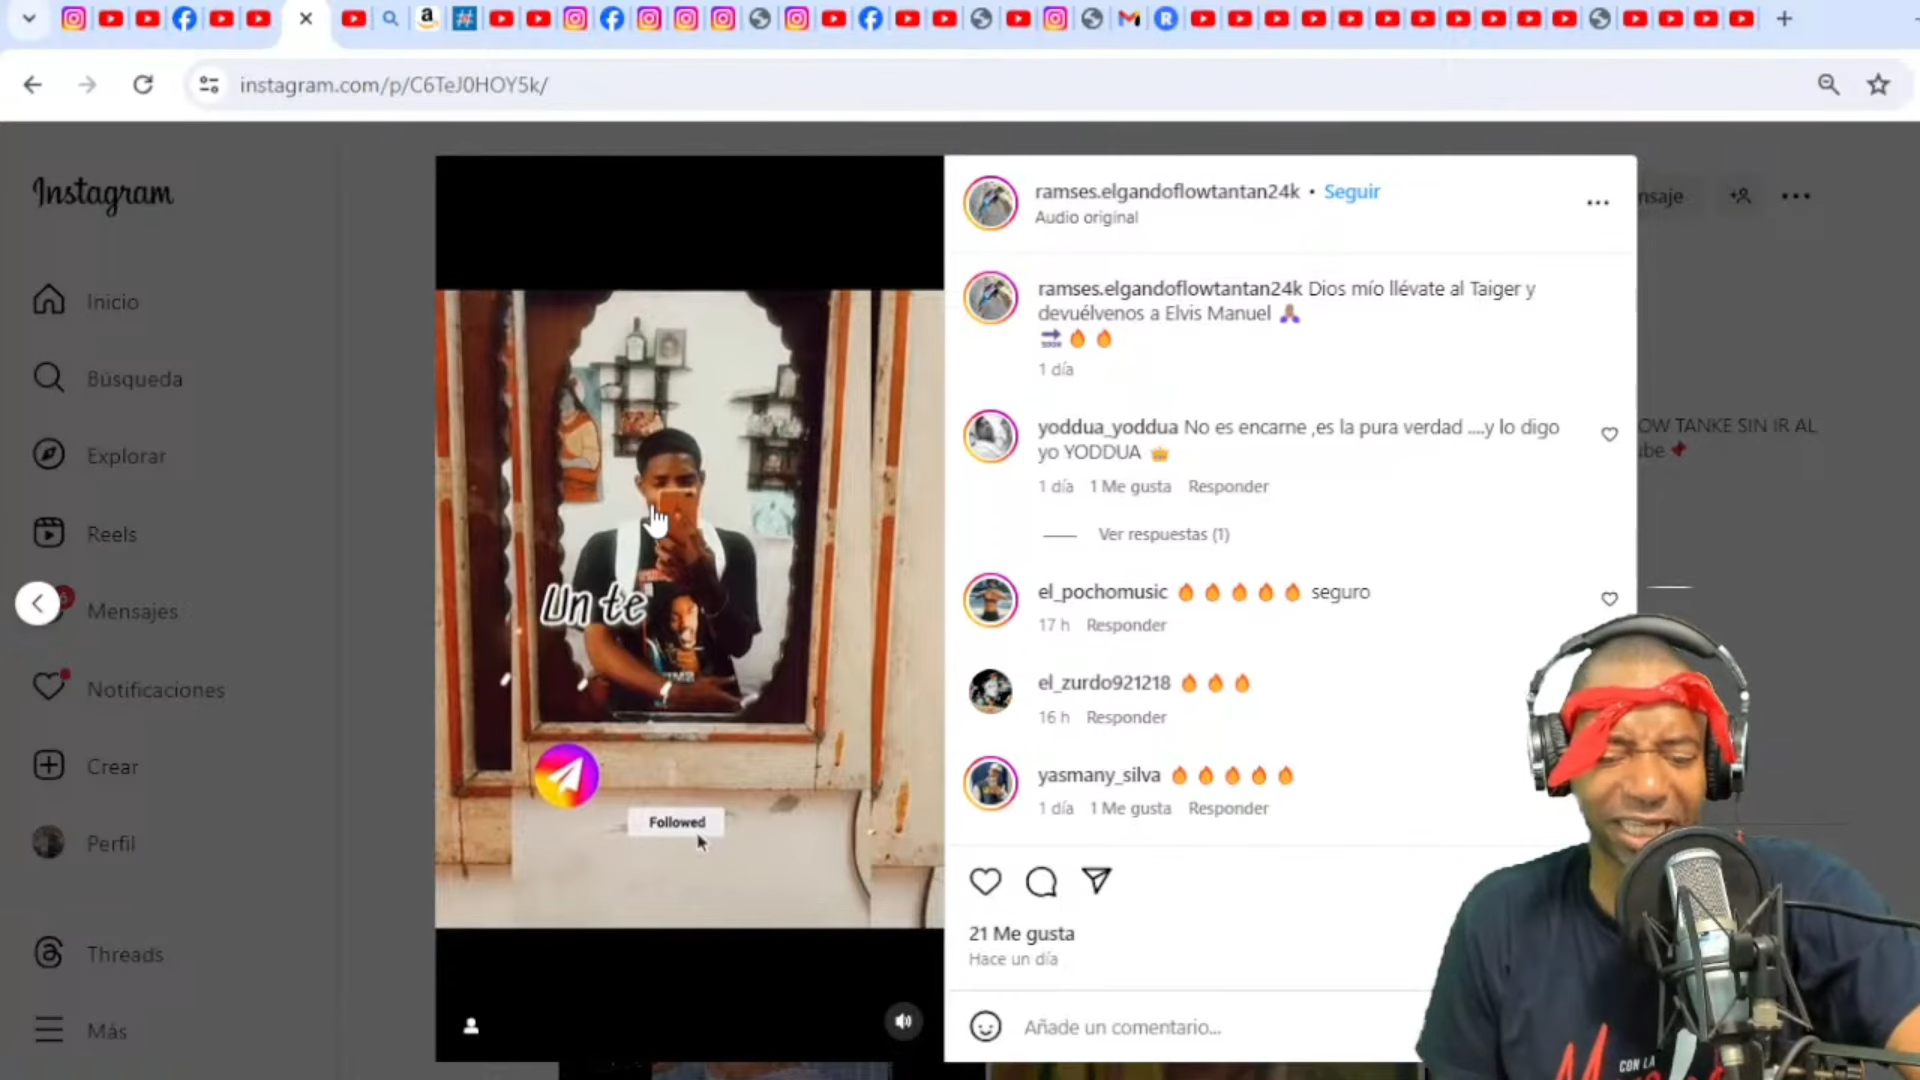 instagram.com/p/C6TeJ0HOY5k/
Instagram
Inicio
Búsqueda
Explorar
Reels
Mensajes
Notificaciones
Crear
Perfil
Threads
Más
Un te
Followed
ramses.elgandoflowtantan24k • Seguir
Audio original
ramses.elgandoflowtantan24k Dios mío llévate al Taiger y
devuélvenos a Elvis Manuel 🙏🏽
🔜 🔥 🔥
1 día
yoddua_yoddua No es encarne ,es la pura verdad ....y lo digo
yo YODDUA 👑
1 día 1 Me gusta Responder
Ver respuestas (1)
el_pochomusic 🔥 🔥 🔥 🔥 🔥 seguro
17 h Responder
el_zurdo921218 🔥 🔥 🔥
16 h Responder
yasmany_silva 🔥 🔥 🔥 🔥 🔥
1 día 1 Me gusta Responder
21 Me gusta
Hace un día
Añade un comentario...
nsaje
OW TANKE SIN IR AL
ube 📌
CON LA